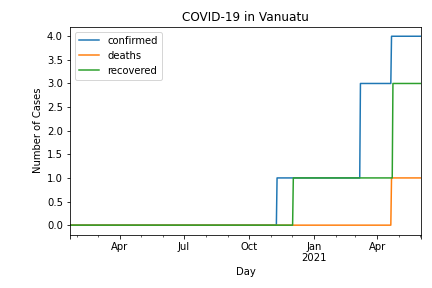 COVID-19 in Vanuatu
confirmed
deaths
recovered
Number of Cases
4.0
3.5
3.0
2.5
2.0
1.5
1.0
0.5
0.0
Apr
Jul
Oct
Jan
2021
Apr
Day